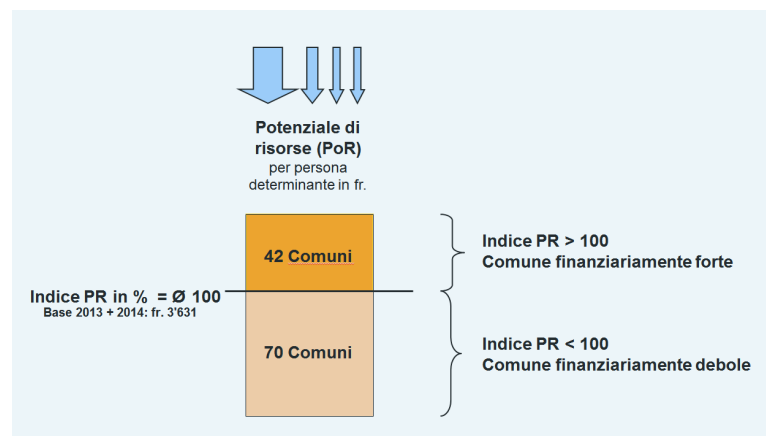 Potenziale di
risorse (PoR)
per persona
determinante in fr.
42 Comuni
Indice PR > 100
Comune finanziariamente forte
Indice PR in % = Ø 100
Base 2013 + 2014: fr. 3'631
70 Comuni
Indice PR < 100
Comune finanziariamente debole